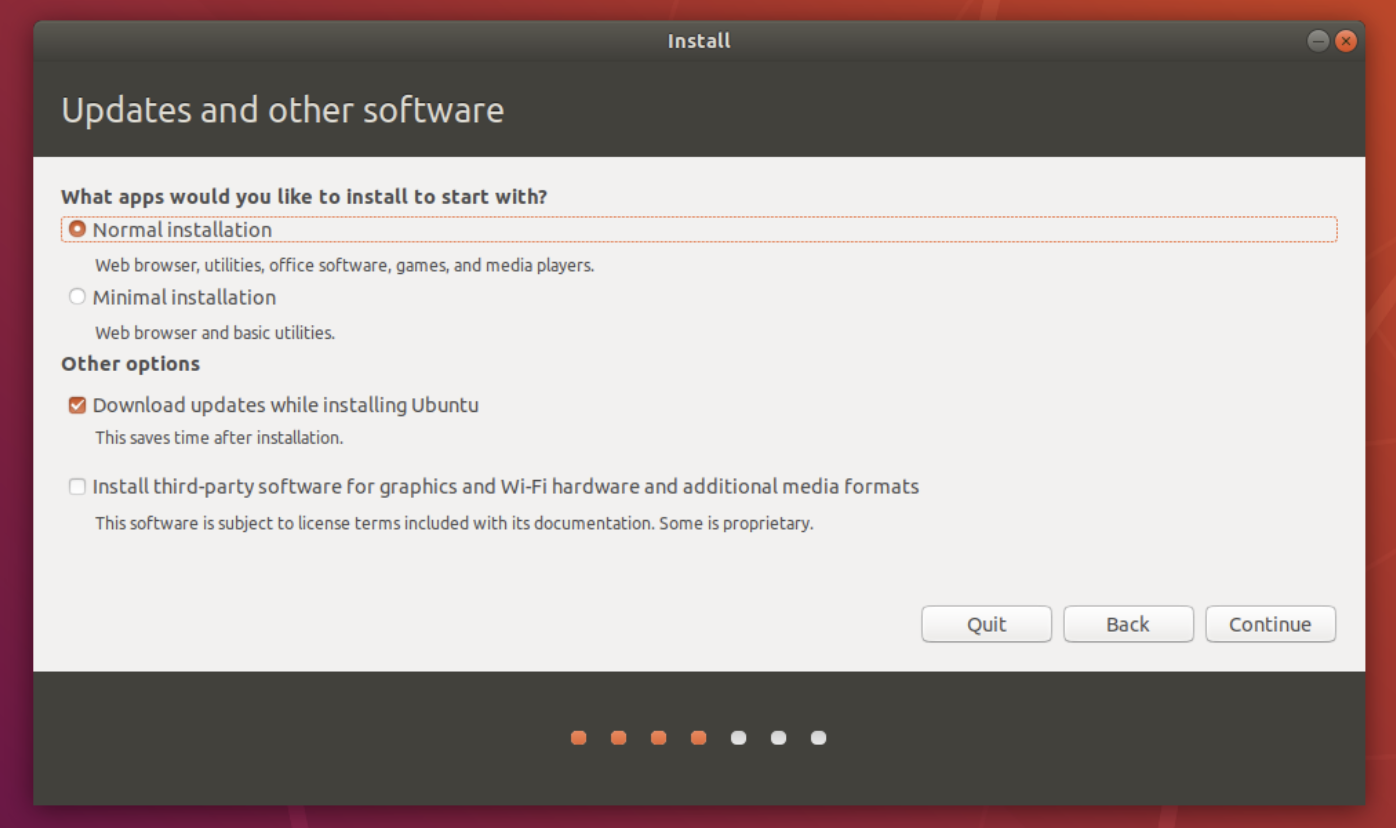 Install
Updates and other software
What apps would you like to install to start with?
Normal installation
Web browser, utilities, office software, games, and media players.
Minimal installation
Web browser and basic utilities.
Other options
Download updates while installing Ubuntu
This saves time after installation.
Install third-party software for graphics and Wi-Fi hardware and additional media formats
This software is subject to license terms included with its documentation. Some is proprietary.
Quit Back Continue